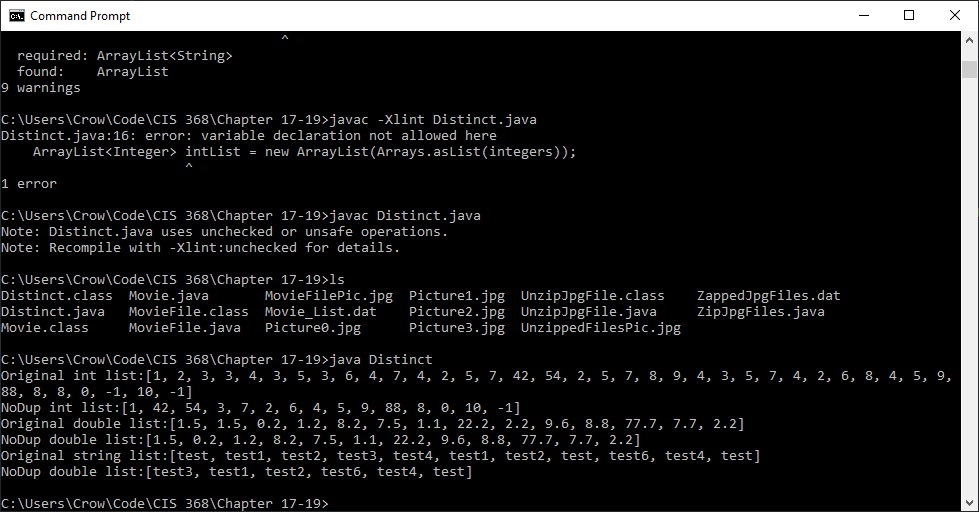 Command Prompt
^
required: ArrayList<String>
found:    ArrayList
9 warnings
C:\Users\Crow\Code\CIS 368\Chapter 17-19>javac -Xlint Distinct.java
Distinct.java:16: error: variable declaration not allowed here
ArrayList<Integer> intList = new ArrayList(Arrays.asList(integers));
^
1 error
C:\Users\Crow\Code\CIS 368\Chapter 17-19>javac Distinct.java
Note: Distinct.java uses unchecked or unsafe operations.
Note: Recompile with -Xlint:unchecked for details.
C:\Users\Crow\Code\CIS 368\Chapter 17-19>ls
Distinct.class  Movie.java       MovieFilePic.jpg  Picture1.jpg  UnzipJpgFile.class    ZappedJpgFiles.dat
Distinct.java  MovieFile.class  Movie_List.dat    Picture2.jpg  UnzipJpgFile.java     ZipJpgFiles.java
Movie.class     MovieFile.java   Picture0.jpg      Picture3.jpg  UnzippedFilesPic.jpg
C:\Users\Crow\Code\CIS 368\Chapter 17-19>java Distinct
Original int list:[1, 2, 3, 3, 4, 3, 5, 3, 6, 4, 7, 4, 2, 5, 7, 42, 54, 2, 5, 7, 8, 9, 4, 3, 5, 7, 4, 2, 6, 8, 4, 5, 9,
88, 8, 8, 0, -1, 10, -1]
NoDup int list:[1, 42, 54, 3, 7, 2, 6, 4, 5, 9, 88, 8, 0, 10, -1]
Original double list:[1.5, 1.5, 0.2, 1.2, 8.2, 7.5, 1.1, 22.2, 2.2, 9.6, 8.8, 77.7, 7.7, 2.2]
NoDup double list:[1.5, 0.2, 1.2, 8.2, 7.5, 1.1, 22.2, 9.6, 8.8, 77.7, 7.7, 2.2]
Original string list:[test, test1, test2, test3, test4, test1, test2, test, test6, test4, test]
NoDup double list:[test3, test1, test2, test6, test4, test]
C:\Users\Crow\Code\CIS 368\Chapter 17-19>